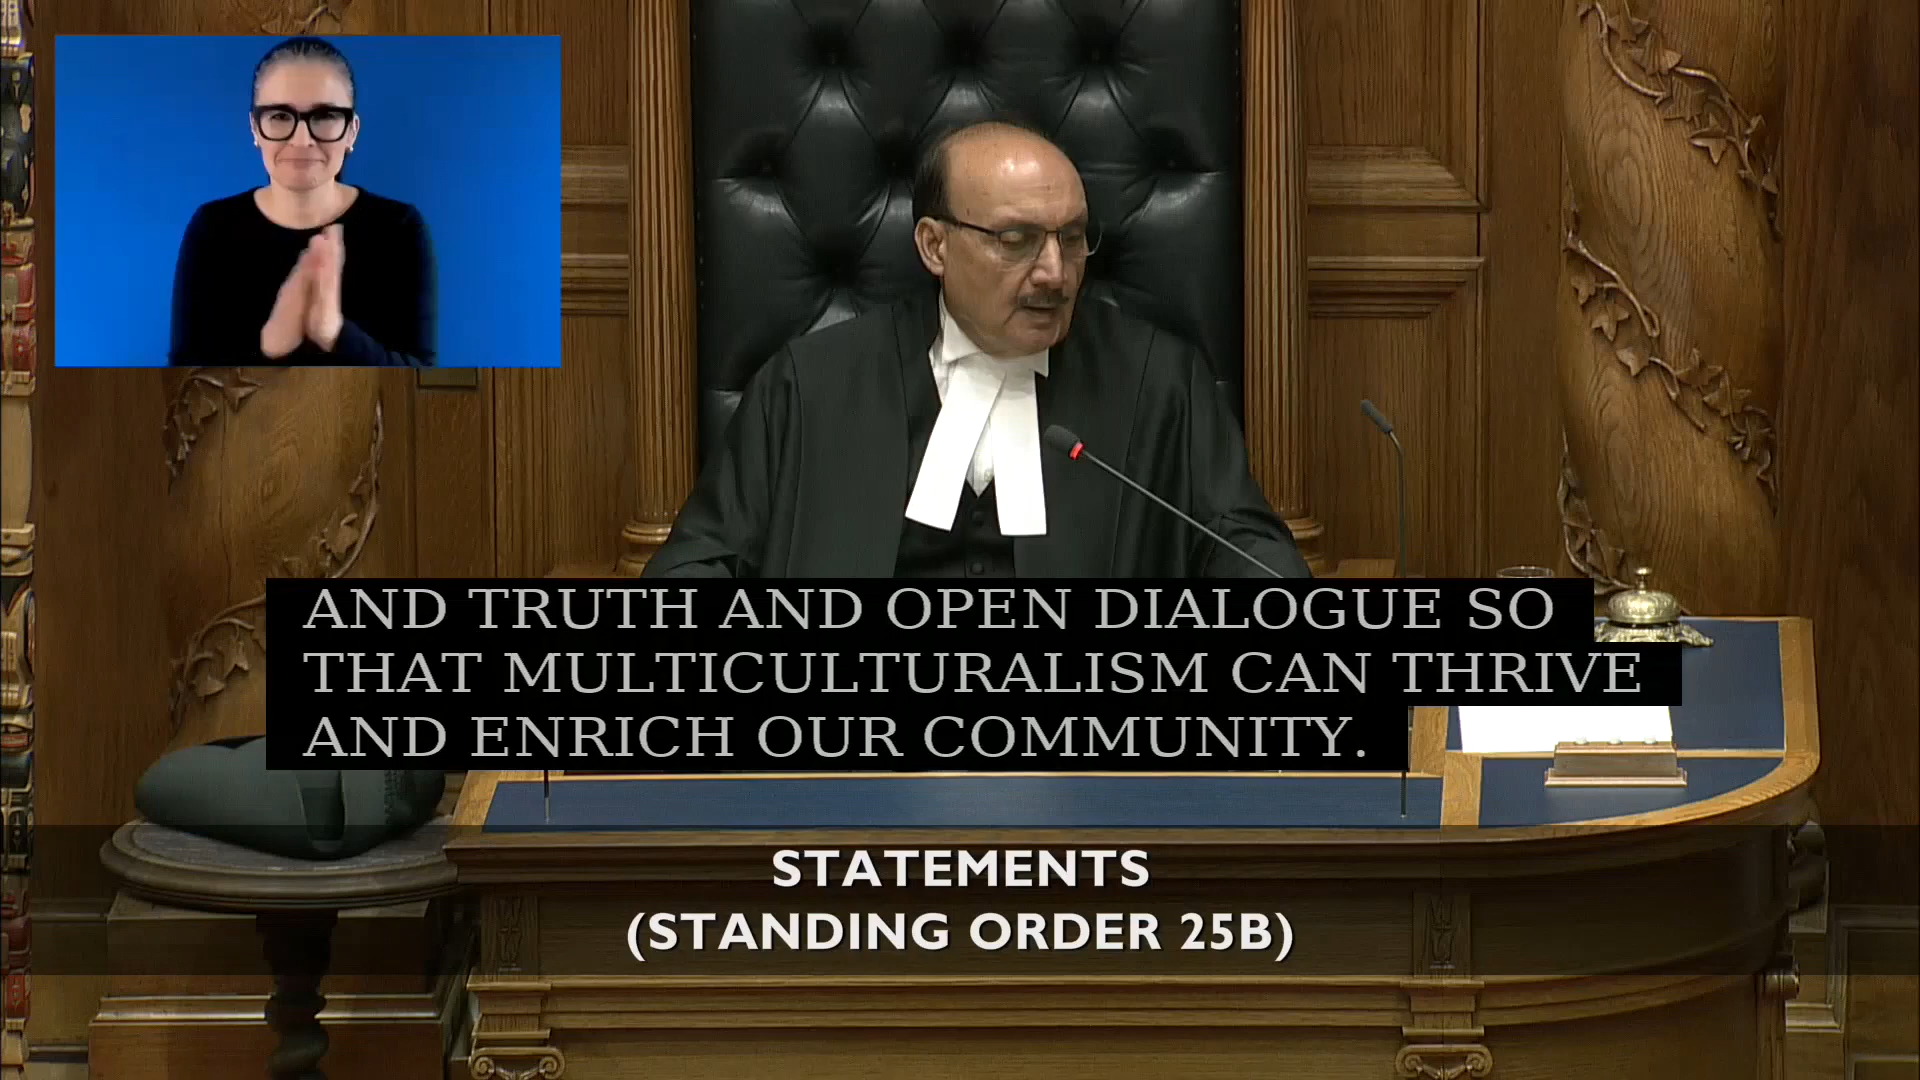 AND TRUTH AND OPEN DIALOGUE SO
THAT MULTICULTURALISM CAN THRIVE
AND ENRICH OUR COMMUNITY.
STATEMENTS
(STANDING ORDER 25B)